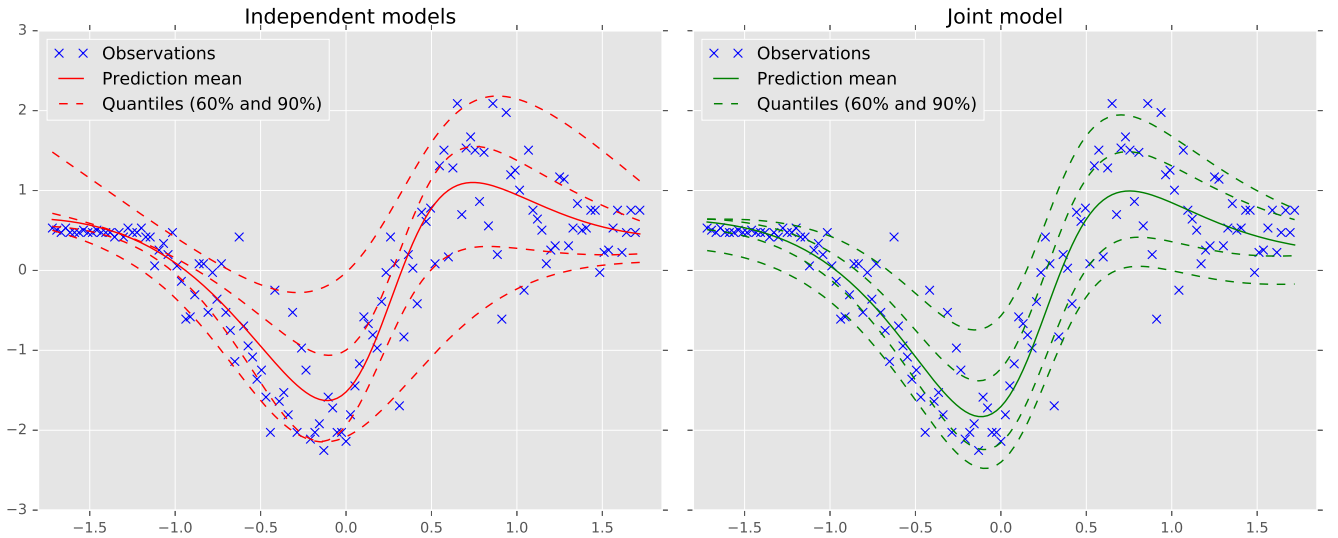 Independent models
Joint model
3
2
1
0
−1
−2
−3
Observations
Prediction mean
Quantiles (60% and 90%)
Observations
Prediction mean
Quantiles (60% and 90%)
−1.5 −1.0 −0.5 0.0 0.5 1.0 1.5
−1.5 −1.0 −0.5 0.0 0.5 1.0 1.5